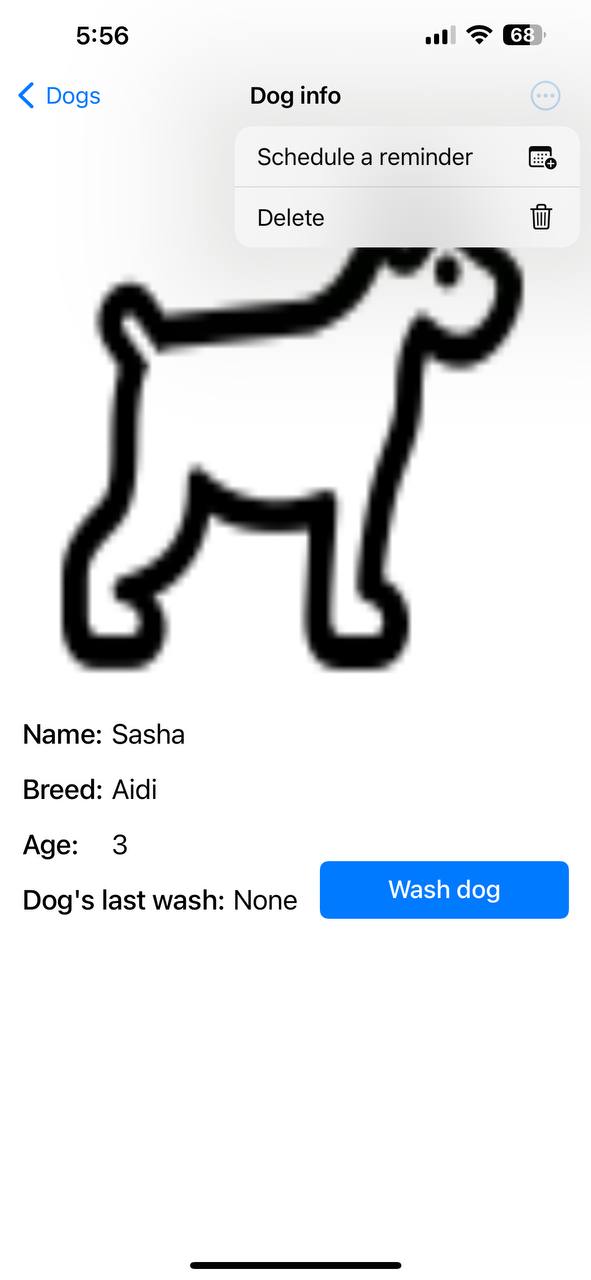 5:56
68
Dogs
Dog info
Schedule a reminder
Delete
Name: Sasha
Breed: Aidi
Age: 3
Dog's last wash: None
Wash dog